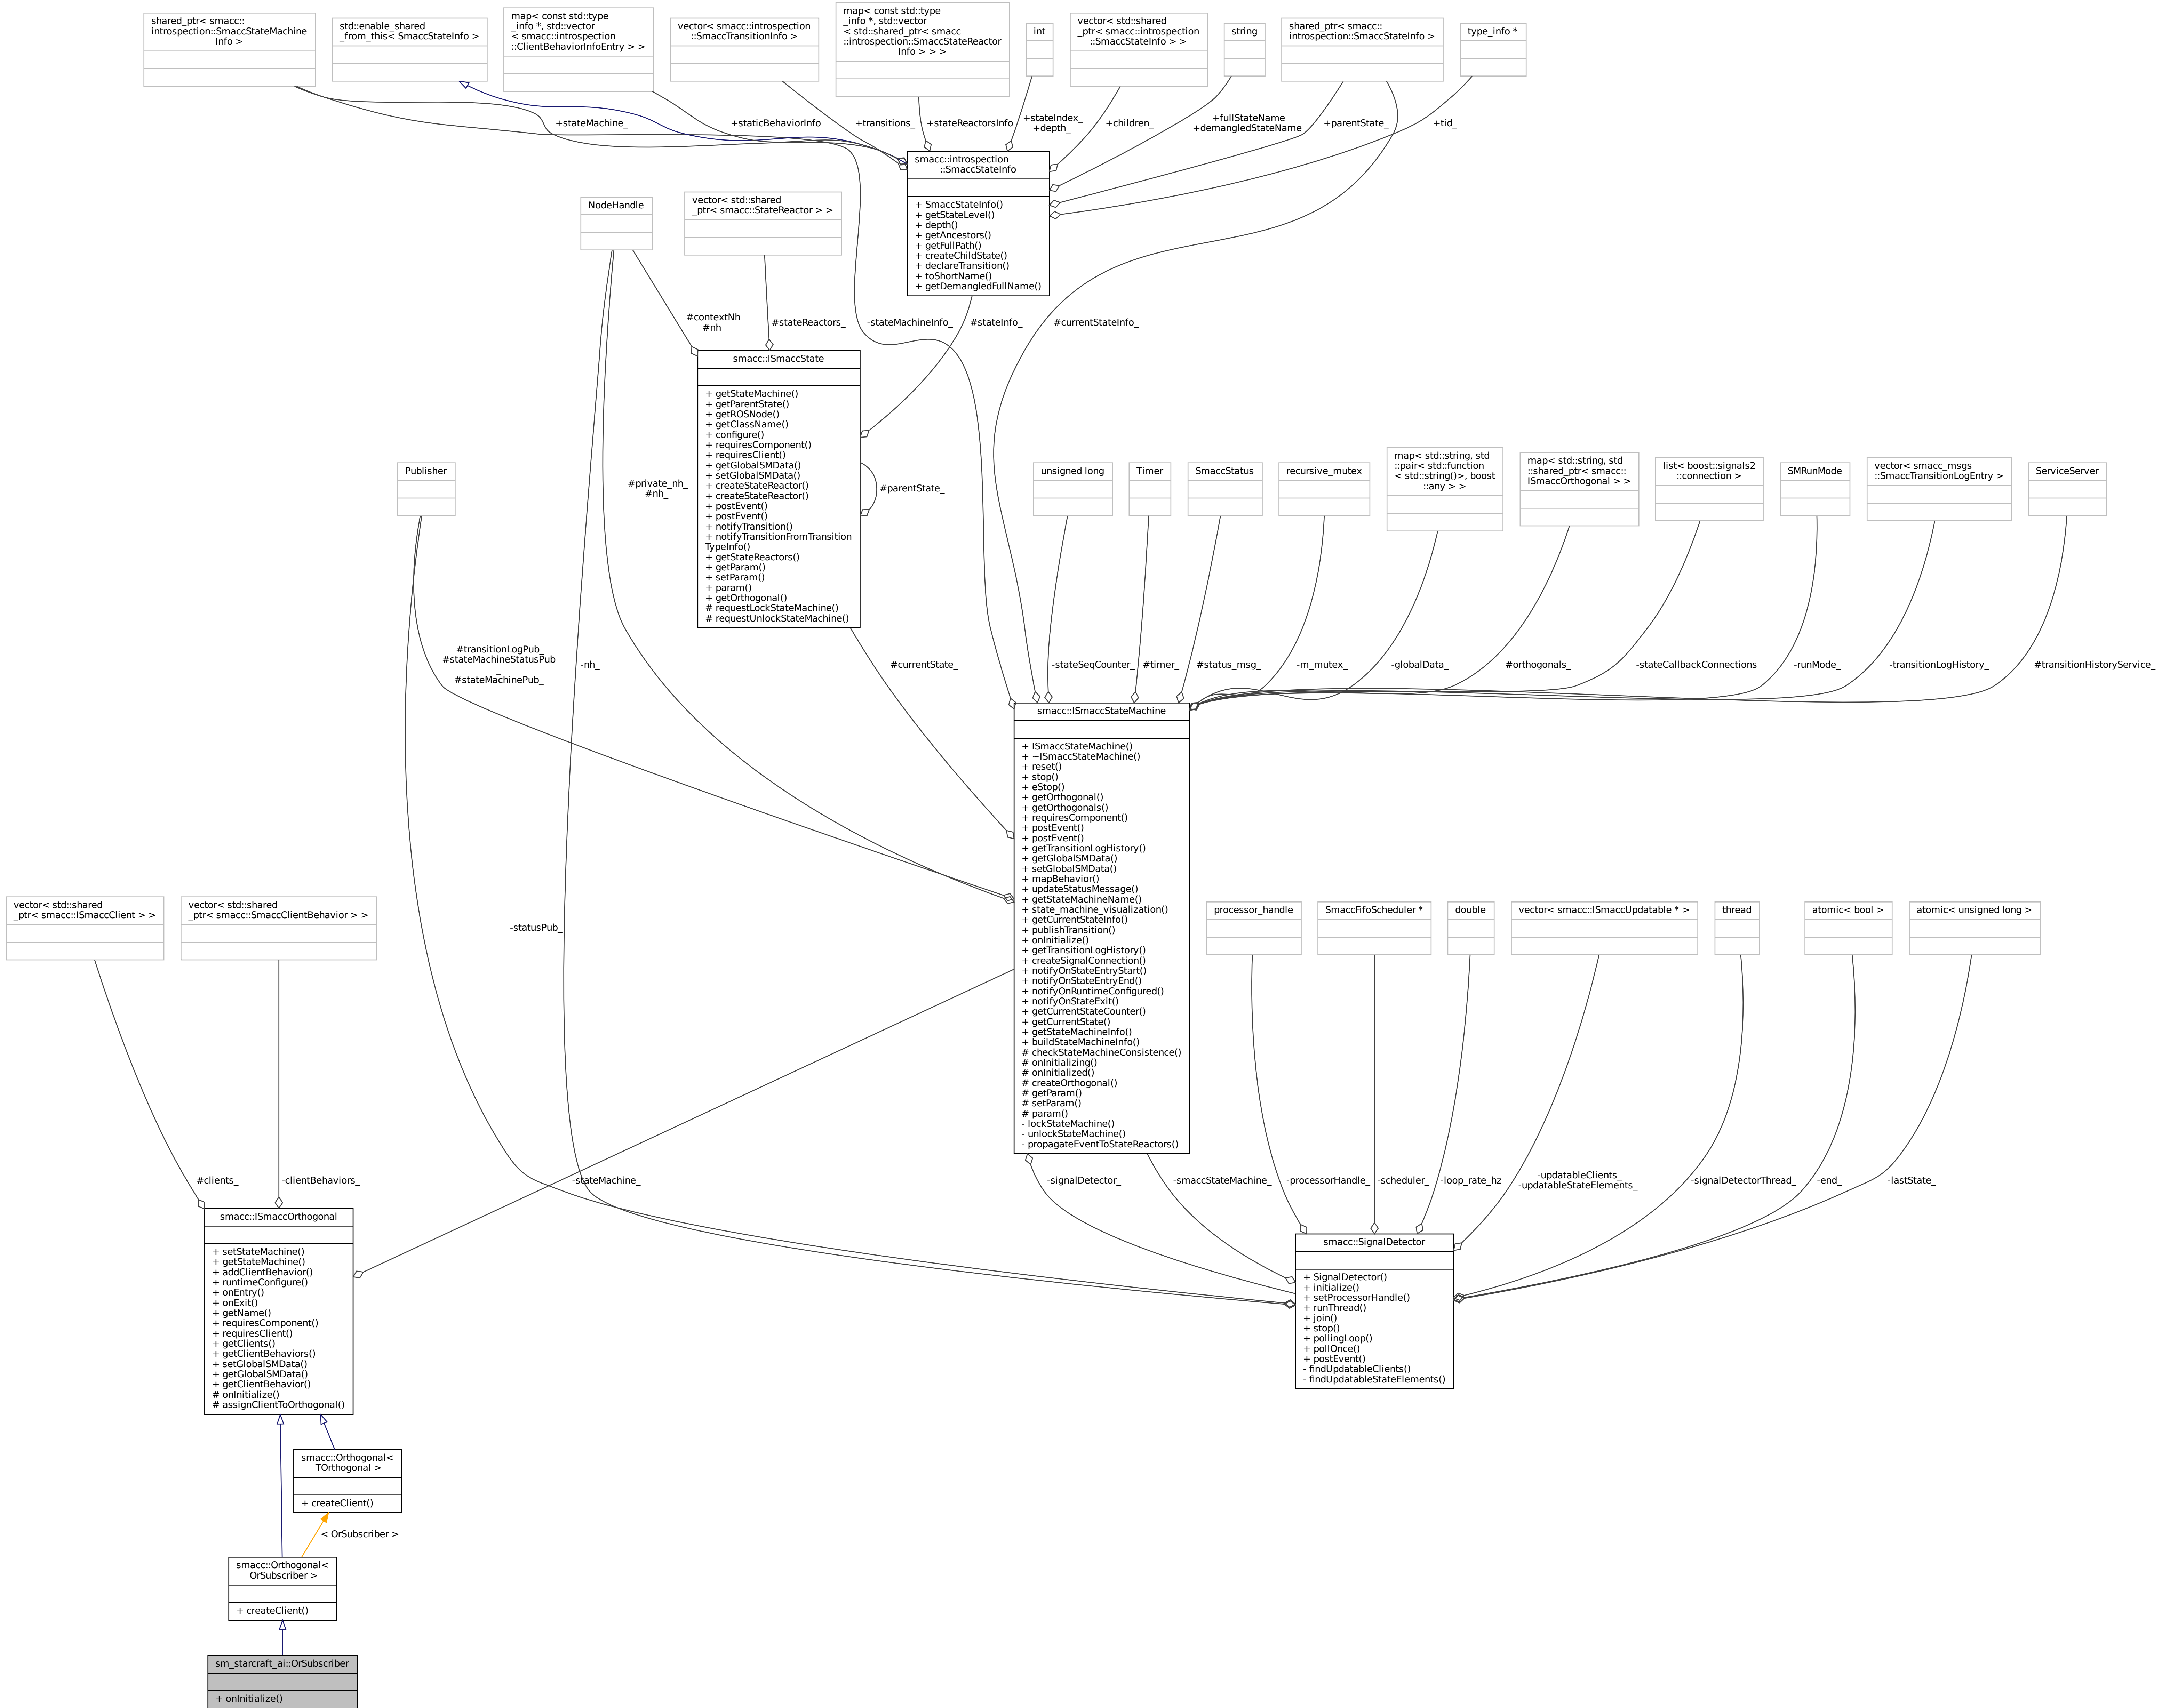 shared_ptr< smacc::
introspection::SmaccStateMachine
Info >
std::enable_shared
_from_this< SmaccStateInfo >
map< const std::type
_info *, std::vector
< smacc::introspection
::ClientBehaviorInfoEntry > >
vector< smacc::introspection
::SmaccTransitionInfo >
map< const std::type
_info *, std::vector
< std::shared_ptr< smacc
::introspection::SmaccStateReactor
Info > > >
int
vector< std::shared
_ptr< smacc::introspection
::SmaccStateInfo > >
string
shared_ptr< smacc::
introspection::SmaccStateInfo >
type_info *
+stateMachine_
+staticBehaviorInfo
+transitions_
+stateReactorsInfo
+stateIndex_
+depth_
+children_
+fullStateName
+demangledStateName
+parentState_
+tid_
smacc::introspection
::SmaccStateInfo
+ SmaccStateInfo()
+ getStateLevel()
+ depth()
+ getAncestors()
+ getFullPath()
+ createChildState()
+ declareTransition()
+ toShortName()
+ getDemangledFullName()
NodeHandle
vector< std::shared
_ptr< smacc::StateReactor > >
#contextNh
#nh
#stateReactors_
-stateMachineInfo_
#stateInfo_
#currentStateInfo_
smacc::ISmaccState
+ getStateMachine()
+ getParentState()
+ getROSNode()
+ getClassName()
+ configure()
+ requiresComponent()
+ requiresClient()
+ getGlobalSMData()
+ setGlobalSMData()
+ createStateReactor()
+ createStateReactor()
+ postEvent()
+ postEvent()
+ notifyTransition()
+ notifyTransitionFromTransition
TypeInfo()
+ getStateReactors()
+ getParam()
+ setParam()
+ param()
+ getOrthogonal()
# requestLockStateMachine()
# requestUnlockStateMachine()
#parentState_
Publisher
#private_nh_
#nh_
unsigned long
Timer
SmaccStatus
recursive_mutex
map< std::string, std
::pair< std::function
< std::string()>, boost
::any > >
map< std::string, std
::shared_ptr< smacc::
ISmaccOrthogonal > >
list< boost::signals2
::connection >
SMRunMode
vector< smacc_msgs
::SmaccTransitionLogEntry >
ServiceServer
#transitionLogPub_
#stateMachineStatusPub
_
#stateMachinePub_
-nh_
#currentState_
-stateSeqCounter_
#timer_
#status_msg_
-m_mutex_
-globalData_
#orthogonals_
-stateCallbackConnections
-runMode_
-transitionLogHistory_
#transitionHistoryService_
smacc::ISmaccStateMachine
+ ISmaccStateMachine()
+ ~ISmaccStateMachine()
+ reset()
+ stop()
+ eStop()
+ getOrthogonal()
+ getOrthogonals()
+ requiresComponent()
+ postEvent()
+ postEvent()
+ getTransitionLogHistory()
+ getGlobalSMData()
+ setGlobalSMData()
+ mapBehavior()
+ updateStatusMessage()
+ getStateMachineName()
+ state_machine_visualization()
+ getCurrentStateInfo()
+ publishTransition()
+ onInitialize()
+ getTransitionLogHistory()
+ createSignalConnection()
+ notifyOnStateEntryStart()
+ notifyOnStateEntryEnd()
+ notifyOnRuntimeConfigured()
+ notifyOnStateExit()
+ getCurrentStateCounter()
+ getCurrentState()
+ getStateMachineInfo()
+ buildStateMachineInfo()
# checkStateMachineConsistence()
# onInitializing()
# onInitialized()
# createOrthogonal()
# getParam()
# setParam()
# param()
- lockStateMachine()
- unlockStateMachine()
- propagateEventToStateReactors()
vector< std::shared
_ptr< smacc::ISmaccClient > >
vector< std::shared
_ptr< smacc::SmaccClientBehavior > >
-statusPub_
processor_handle
SmaccFifoScheduler *
double
vector< smacc::ISmaccUpdatable * >
thread
atomic< bool >
atomic< unsigned long >
#clients_
-clientBehaviors_
-stateMachine_
-signalDetector_
-smaccStateMachine_
-processorHandle_
-scheduler_
-loop_rate_hz
-updatableClients_
-updatableStateElements_
-signalDetectorThread_
-end_
-lastState_
smacc::ISmaccOrthogonal
+ setStateMachine()
+ getStateMachine()
+ addClientBehavior()
+ runtimeConfigure()
+ onEntry()
+ onExit()
+ getName()
+ requiresComponent()
+ requiresClient()
+ getClients()
+ getClientBehaviors()
+ setGlobalSMData()
+ getGlobalSMData()
+ getClientBehavior()
# onInitialize()
# assignClientToOrthogonal()
smacc::SignalDetector
+ SignalDetector()
+ initialize()
+ setProcessorHandle()
+ runThread()
+ join()
+ stop()
+ pollingLoop()
+ pollOnce()
+ postEvent()
- findUpdatableClients()
- findUpdatableStateElements()
smacc::Orthogonal<
TOrthogonal >
+ createClient()
< OrSubscriber >
smacc::Orthogonal<
OrSubscriber >
+ createClient()
sm_starcraft_ai::OrSubscriber
+ onInitialize()